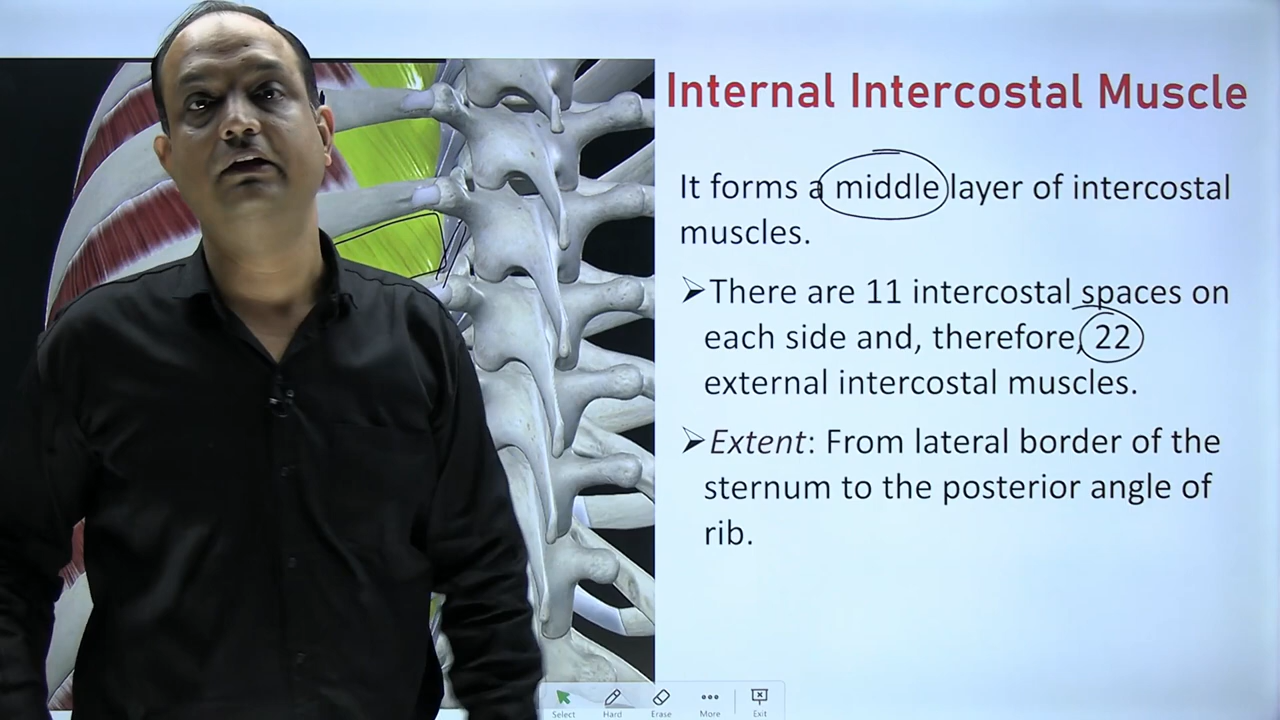 Internal Intercostal Muscle
It forms a middle layer of intercostal
muscles.
➢There are 11 intercostal spaces on
each side and, therefore, 22
external intercostal muscles.
➢Extent: From lateral border of the
sternum to the posterior angle of
rib.
Select Hard Erase More Exit